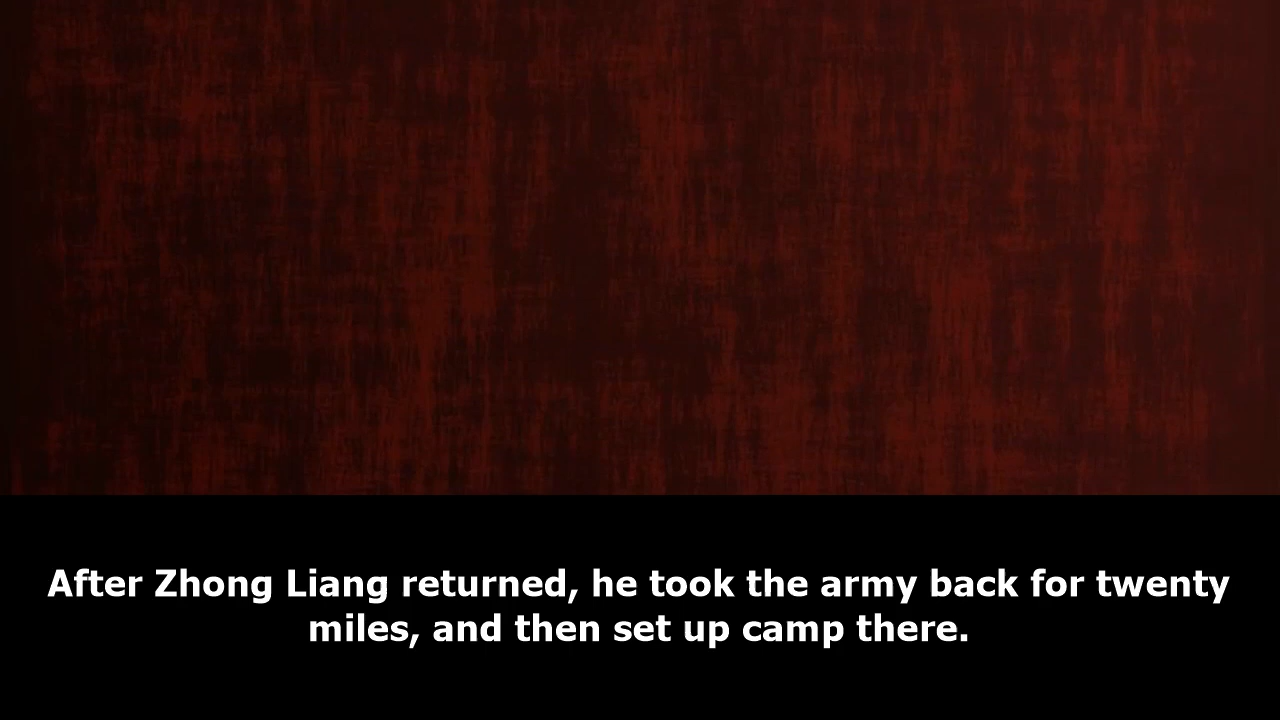 After Zhong Liang returned, he took the army back for twenty
miles, and then set up camp there.